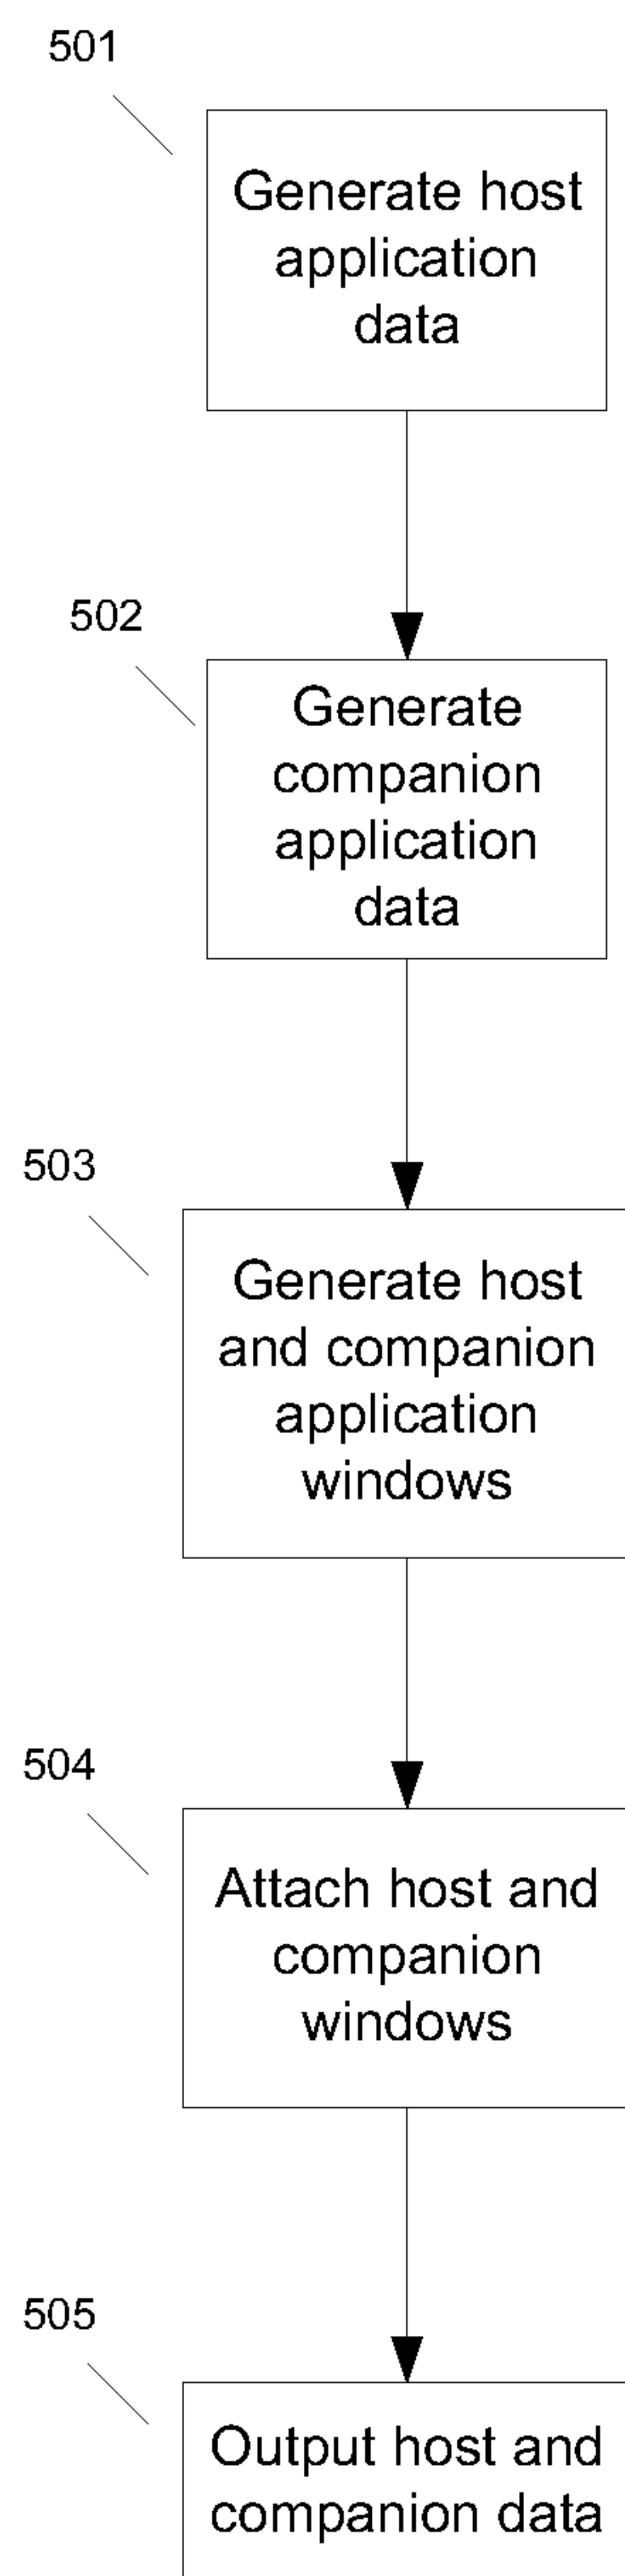 501
Generate host
application
data
502
Generate
companion
application
data
503
Generate host
and companion
application
windows
504
Attach host and
companion
windows
505
Output host and
companion data